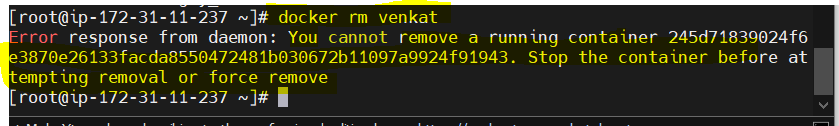 [root@ip-172-31-11-237 ~]# docker rm venkat
Error response from daemon: You cannot remove a running container 245d71839024f6
e3870e26133facda8550472481b030672b11097a9924f91943. Stop the container before at
tempting removal or force remove
[root@ip-172-31-11-237 ~]#